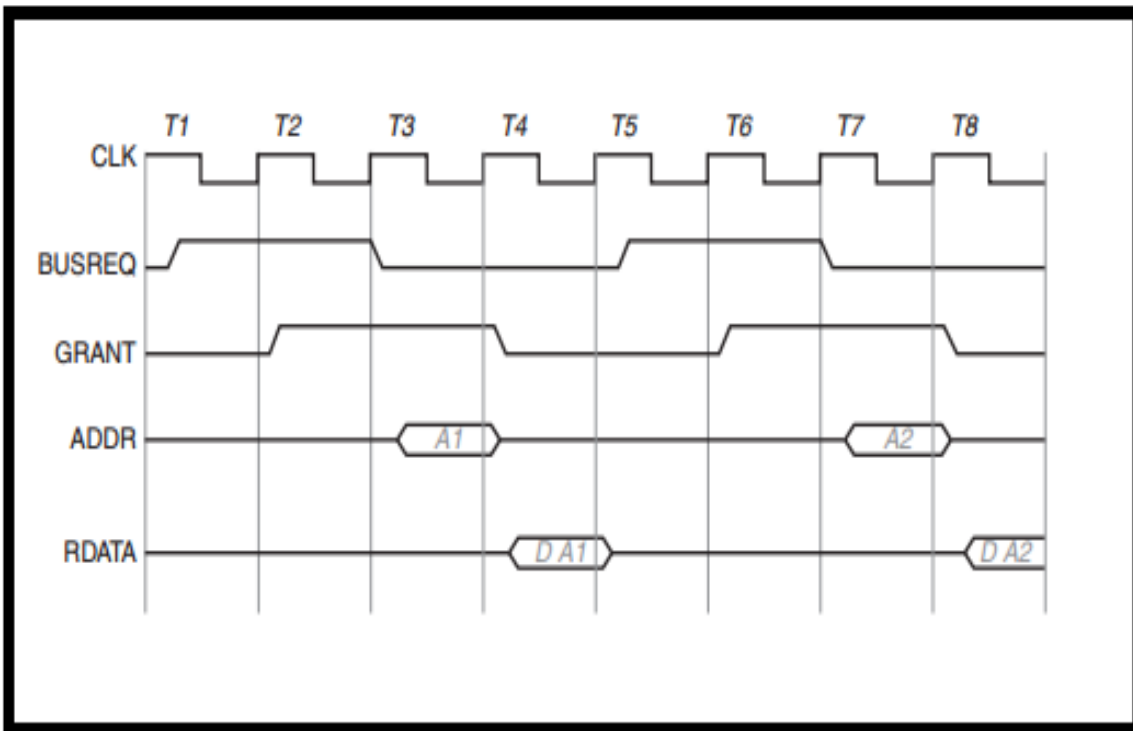 T1 T2 T3 T4 T5 T6 T7 T8
CLK
BUSREQ
GRANT
ADDR A1 A2
RDATA D A1 D A2